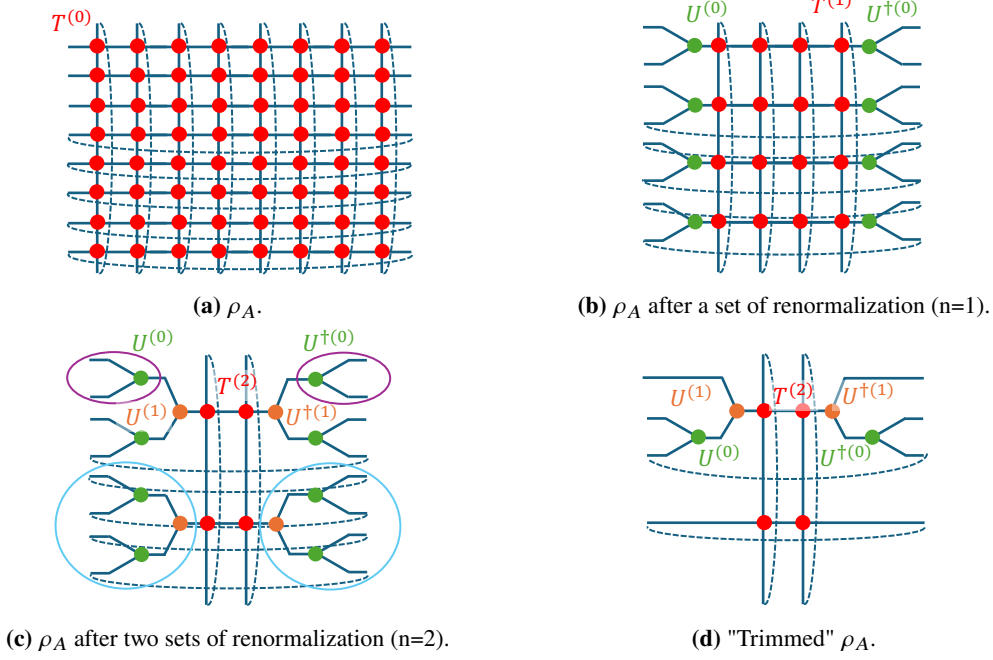 T^{(0)}
U^{(0)} T^{(1)} U^{†(0)}
(a) ρ_A.
(b) ρ_A after a set of renormalization (n=1).
U^{(0)} U^{†(0)}
T^{(2)}
U^{(1)} U^{†(1)}
U^{(1)} T^{(2)} U^{†(1)}
U^{(0)} U^{†(0)}
(c) ρ_A after two sets of renormalization (n=2).
(d) "Trimmed" ρ_A.